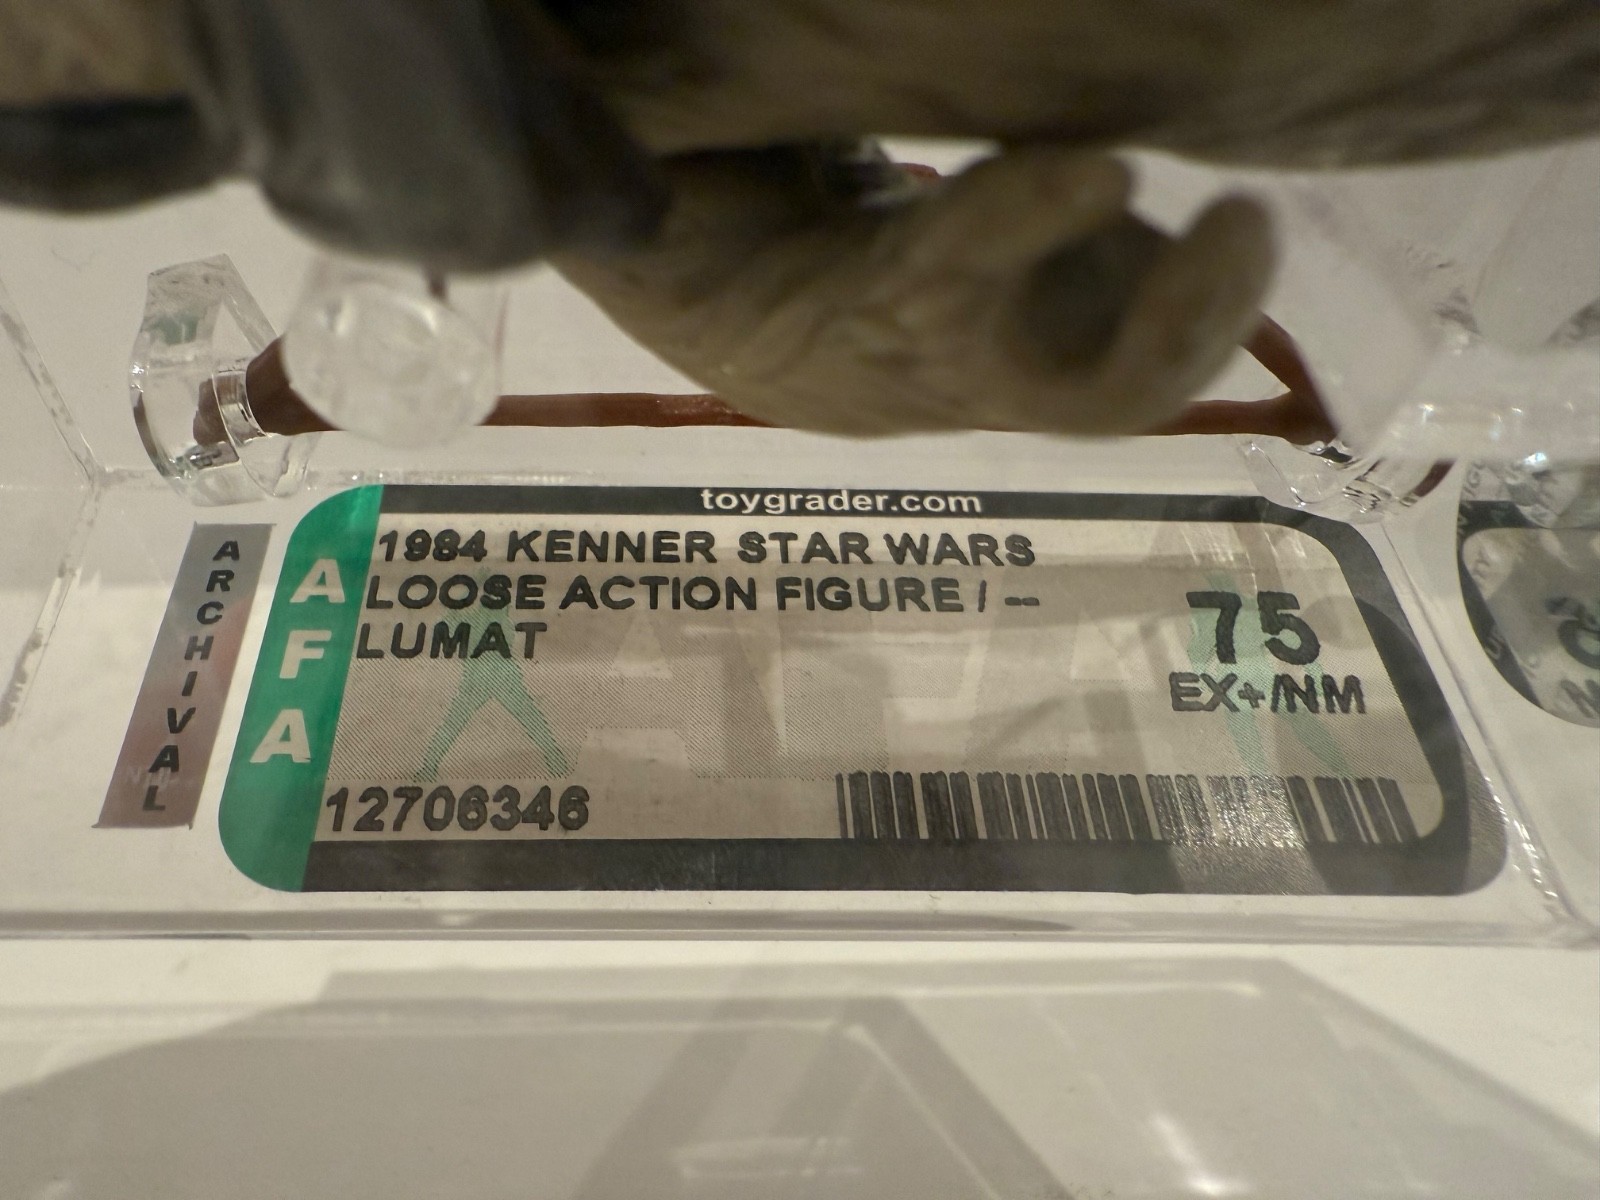 toygrader.com
ARCHIVAL
AFA
1984 KENNER STAR WARS
LOOSE ACTION FIGURE / --
LUMAT
75
EX+/NM
12706346